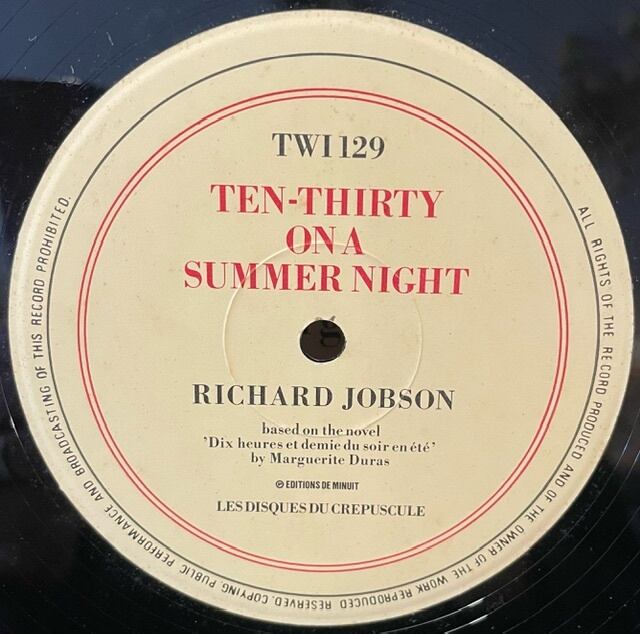 TWI 129
TEN-THIRTY
ON A
SUMMER NIGHT
RICHARD JOBSON
based on the novel
'Dix heures et demie du soir en été'
by Marguerite Duras
℗ EDITIONS DE MINUIT
LES DISQUES DU CREPUSCULE
ALL RIGHTS OF THE RECORD PRODUCED AND OF THE OWNER OF THE WORK REPRODUCED RESERVED. COPYING, PUBLIC PERFORMANCE AND BROADCASTING OF THIS RECORD PROHIBITED.